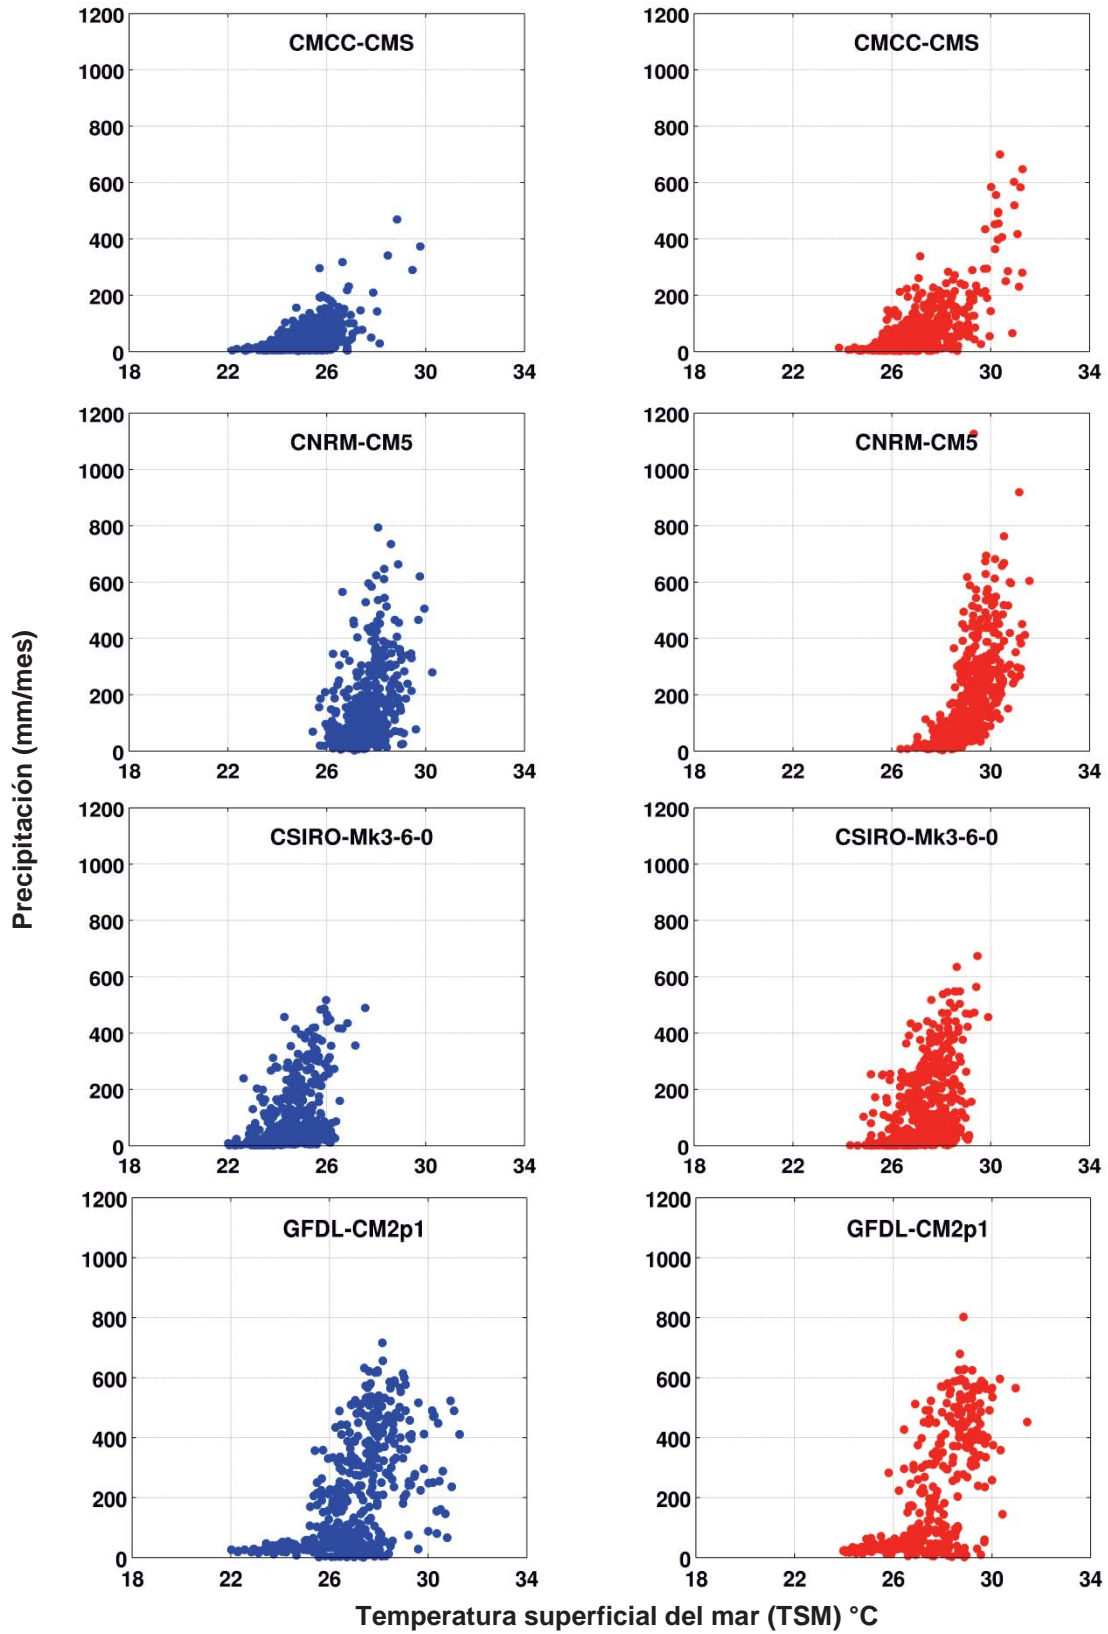 1200 1200
CMCC-CMS CMCC-CMS
1000 1000
800 800
600 600
400 400
200 200
0 0
18 22 26 30 34 18 22 26 30 34
1200 1200
CNRM-CM5 CNRM-CM5
1000 1000
800 800
600 600
400 400
200 200
0 0
18 22 26 30 34 18 22 26 30 34
Precipitación (mm/mes)
1200 1200
CSIRO-Mk3-6-0 CSIRO-Mk3-6-0
1000 1000
800 800
600 600
400 400
200 200
0 0
18 22 26 30 34 18 22 26 30 34
1200 1200
GFDL-CM2p1 GFDL-CM2p1
1000 1000
800 800
600 600
400 400
200 200
0 0
18 22 26 30 34 18 22 26 30 34
Temperatura superficial del mar (TSM) °C